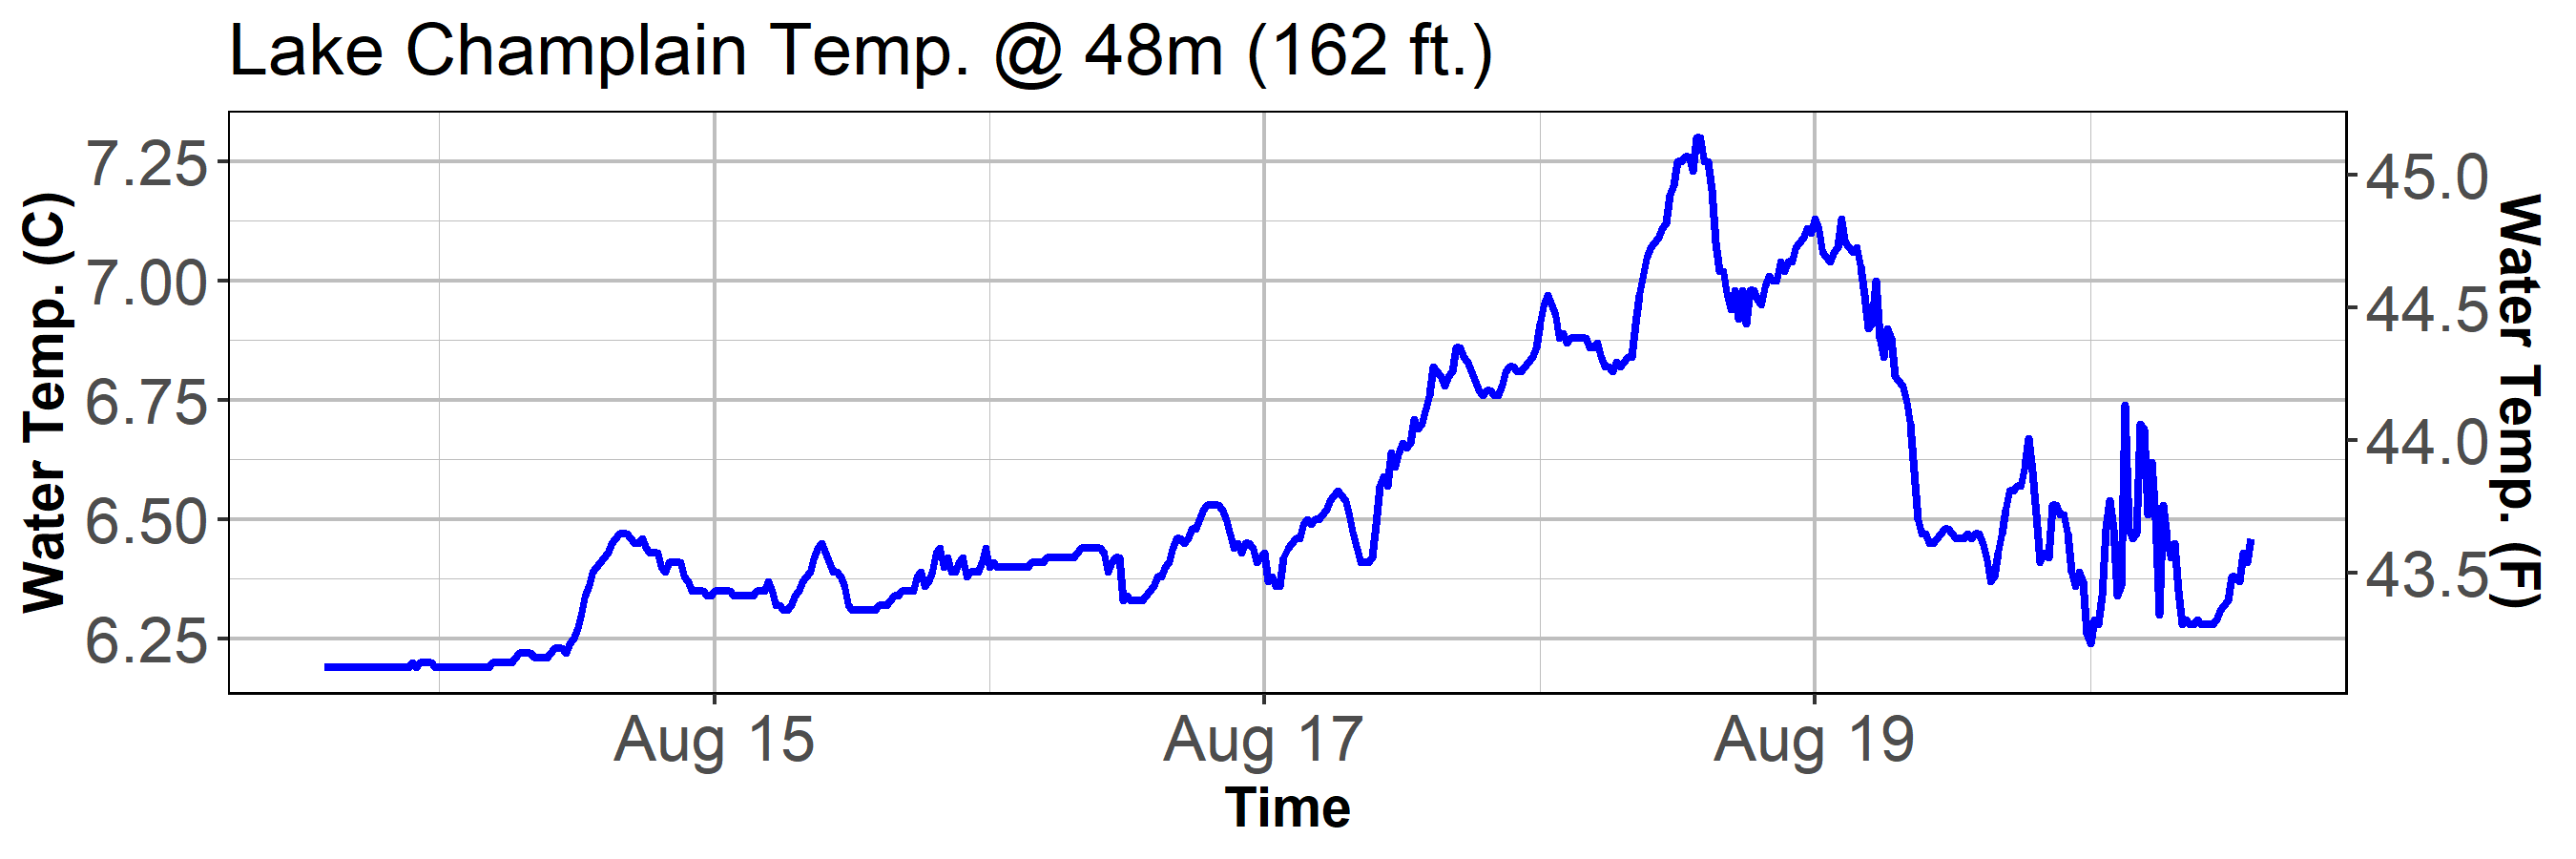 Lake Champlain Temp. @ 48m (162 ft.)
Water Temp. (C)
7.25
7.00
6.75
6.50
6.25
45.0
44.5
44.0
43.5
Water Temp. (F)
Aug 15
Aug 17
Aug 19
Time